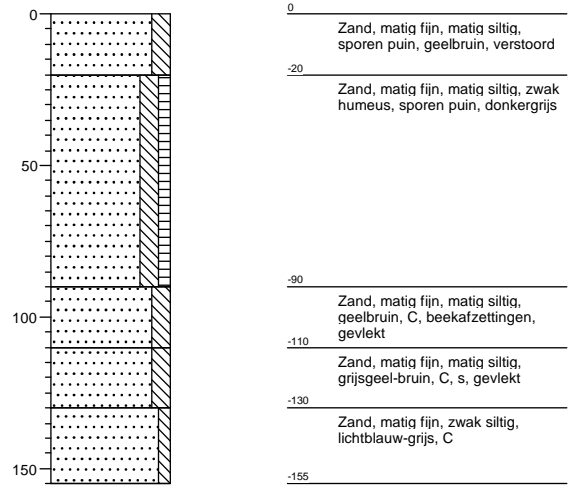 0
50
100
150
0
Zand, matig fijn, matig siltig,
sporen puin, geelbruin, verstoord
-20
Zand, matig fijn, matig siltig, zwak
humeus, sporen puin, donkergrijs
-90
Zand, matig fijn, matig siltig,
geelbruin, C, beekafzettingen,
gevlekt
-110
Zand, matig fijn, matig siltig,
grijsgeel-bruin, C, s, gevlekt
-130
Zand, matig fijn, zwak siltig,
lichtblauw-grijs, C
-155